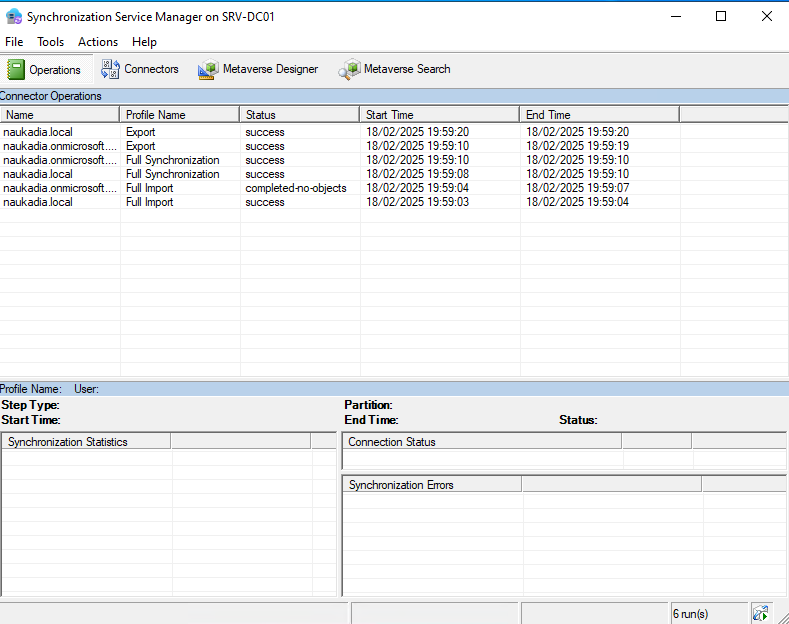 Synchronization Service Manager on SRV-DC01
File Tools Actions Help
Operations Connectors Metaverse Designer Metaverse Search
Connector Operations
Name Profile Name Status Start Time End Time
naukadia.local Export success 18/02/2025 19:59:20 18/02/2025 19:59:20
naukadia.onmicrosoft.... Export success 18/02/2025 19:59:10 18/02/2025 19:59:19
naukadia.onmicrosoft.... Full Synchronization success 18/02/2025 19:59:10 18/02/2025 19:59:10
naukadia.local Full Synchronization success 18/02/2025 19:59:08 18/02/2025 19:59:10
naukadia.onmicrosoft.... Full Import completed-no-objects 18/02/2025 19:59:04 18/02/2025 19:59:07
naukadia.local Full Import success 18/02/2025 19:59:03 18/02/2025 19:59:04
Profile Name: User:
Step Type: Partition:
Start Time: End Time: Status:
Synchronization Statistics Connection Status
Synchronization Errors
6 run(s)